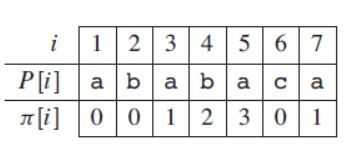 i 1 2 3 4 5 6 7
P[i] a b a b a c a
π[i] 0 0 1 2 3 0 1